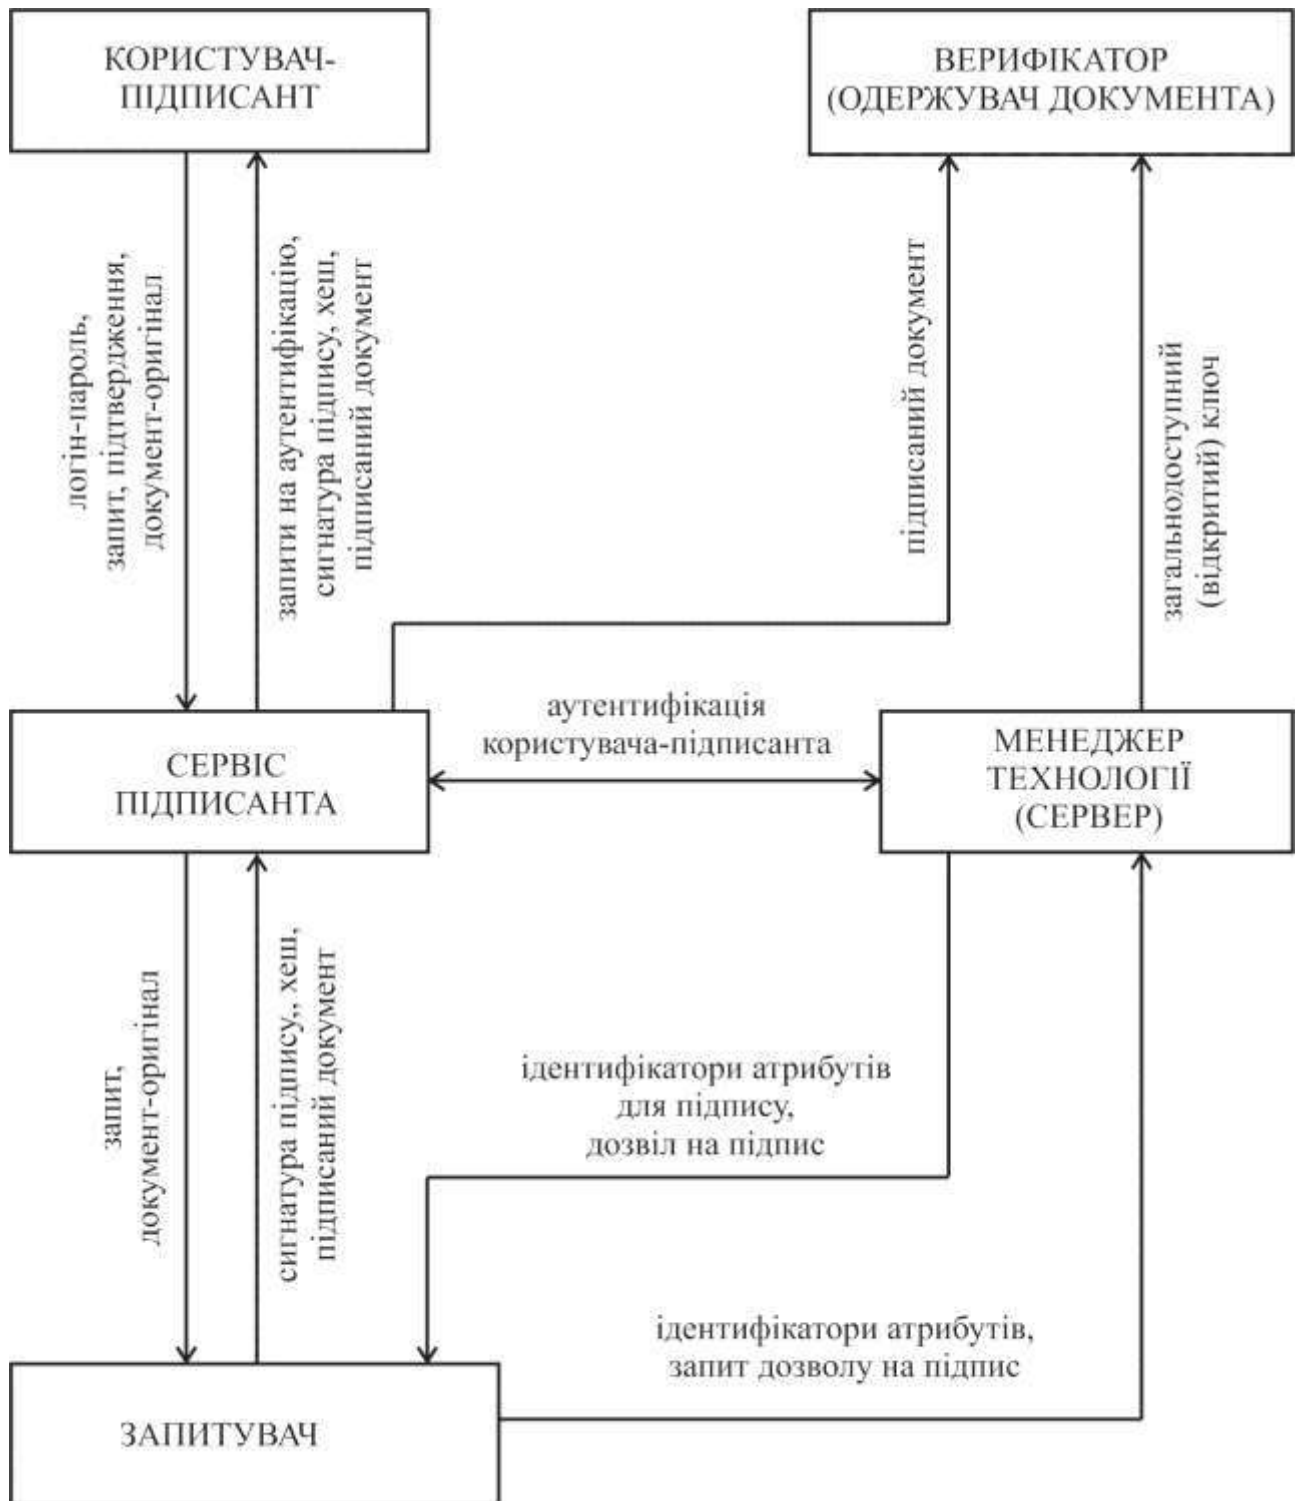 КОРИСТУВАЧ-
ПІДПИСАНТ
ВЕРИФІКАТОР
(ОДЕРЖУВАЧ ДОКУМЕНТА)
логін-пароль,
запит, підтвердження,
документ-оригінал
запити на аутентифікацію,
сигнатура підпису, хеш,
підписаний документ
підписаний документ
загальнодоступний
(відкритий) ключ
аутентифікація
користувача-підписанта
СЕРВІС
ПІДПИСАНТА
МЕНЕДЖЕР
ТЕХНОЛОГІЇ
(СЕРВЕР)
запит,
документ-оригінал
сигнатура підпису,, хеш,
підписаний документ
ідентифікатори атрибутів
для підпису,
дозвіл на підпис
ідентифікатори атрибутів,
запит дозволу на підпис
ЗАПИТУВАЧ